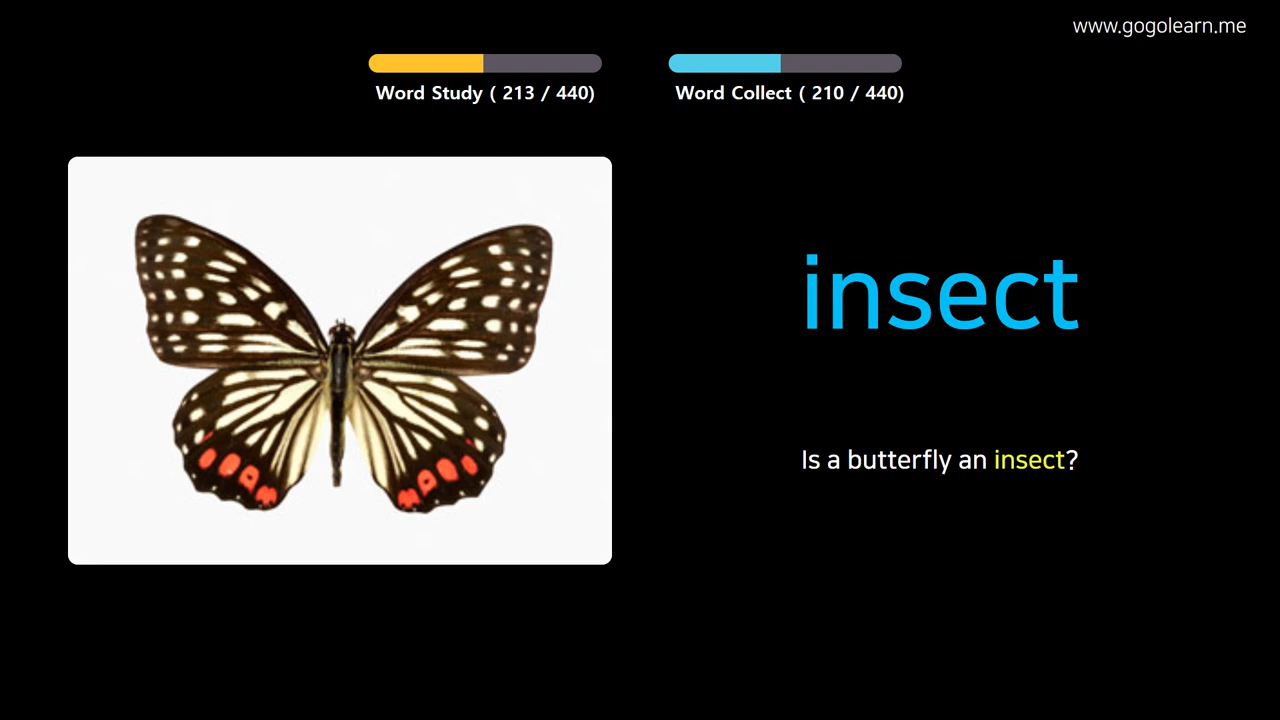 www.gogolearn.me
Word Study ( 213 / 440)
Word Collect ( 210 / 440)
insect
Is a butterfly an insect?